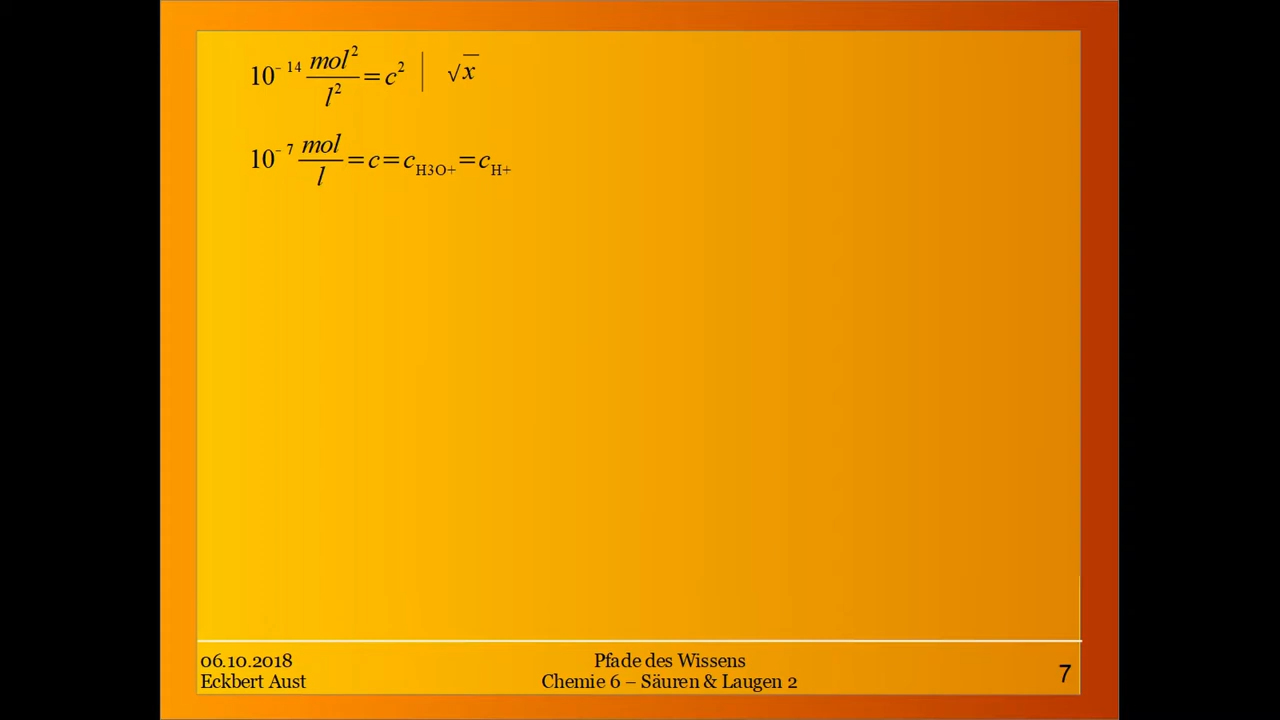 10⁻¹⁴ mol²/l² = c² | √x
10⁻⁷ mol/l = c = c_H3O+ = c_H+
06.10.2018
Eckbert Aust
Pfade des Wissens
Chemie 6 – Säuren & Laugen 2
7